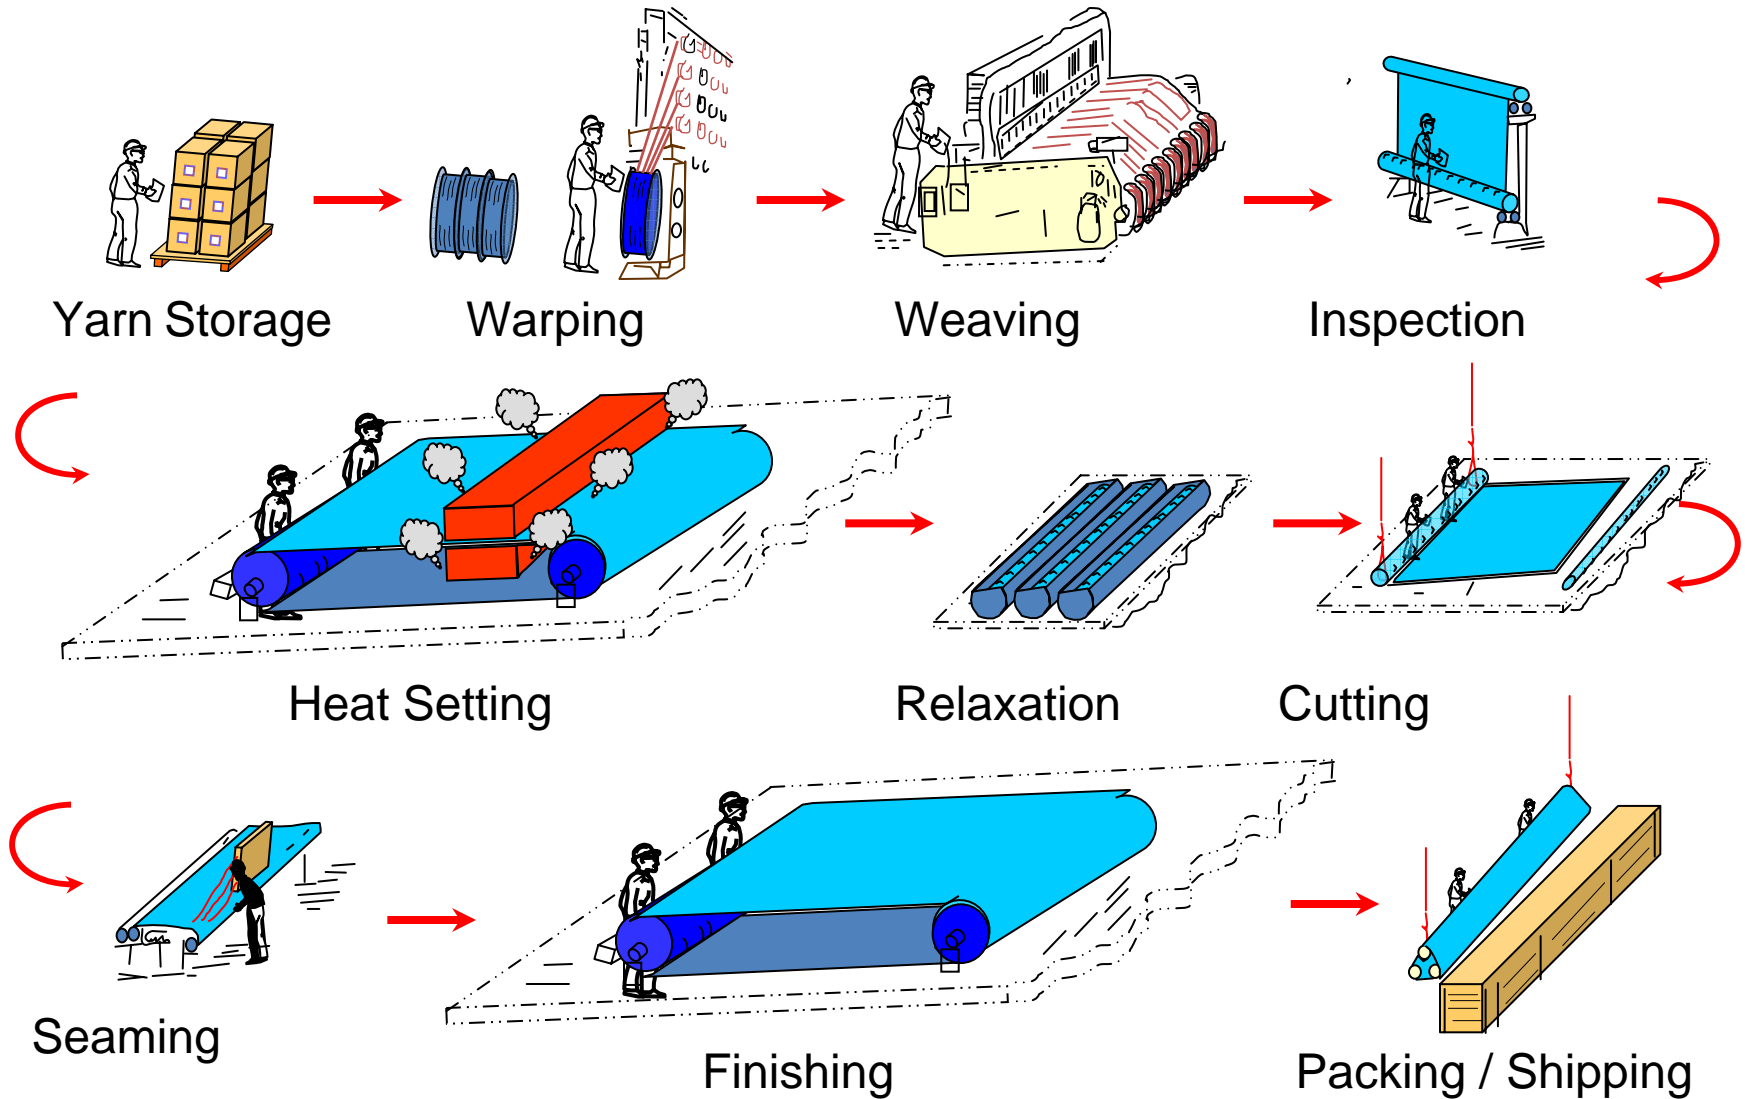 Yarn Storage
Warping
Weaving
Inspection
Heat Setting
Relaxation
Cutting
Seaming
Finishing
Packing / Shipping